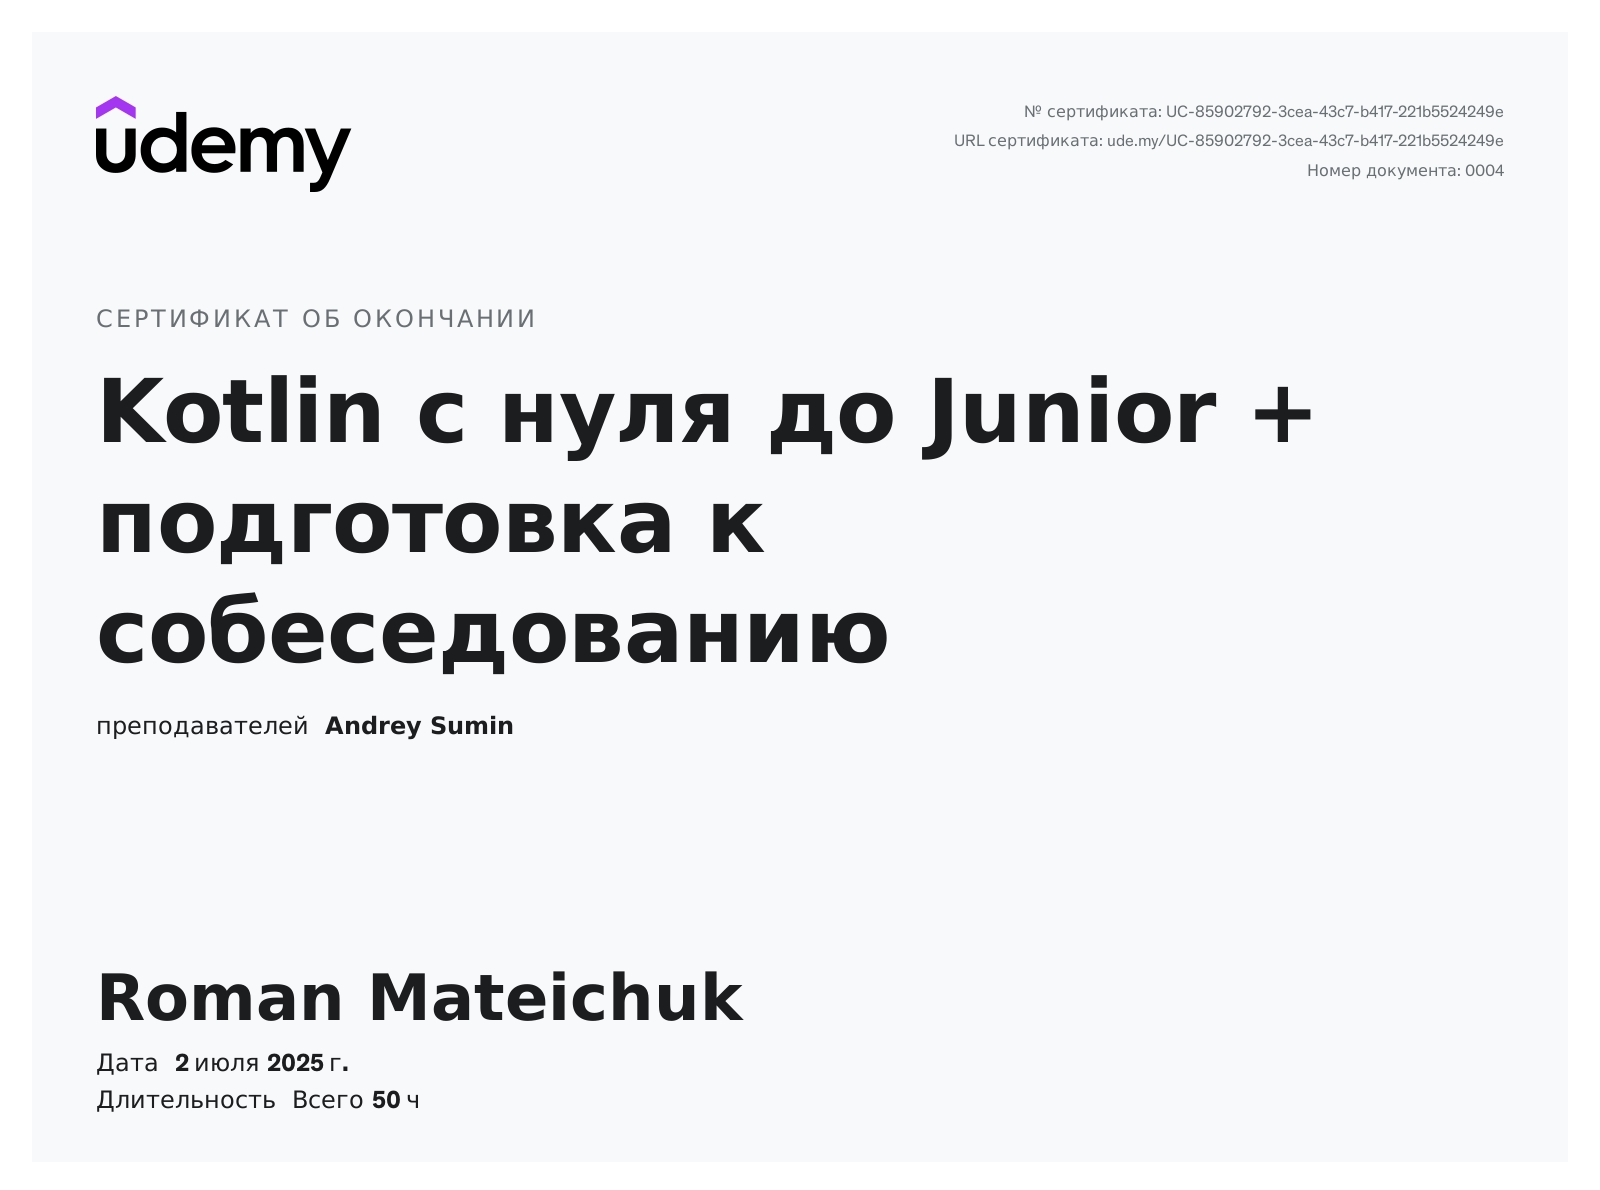 udemy
№ сертификата: UC-85902792-3cea-43c7-b417-221b5524249e
URL сертификата: ude.my/UC-85902792-3cea-43c7-b417-221b5524249e
Номер документа: 0004
СЕРТИФИКАТ ОБ ОКОНЧАНИИ
Kotlin с нуля до Junior +
подготовка к
собеседованию
преподавателей Andrey Sumin
Roman Mateichuk
Дата 2 июля 2025 г.
Длительность Всего 50 ч